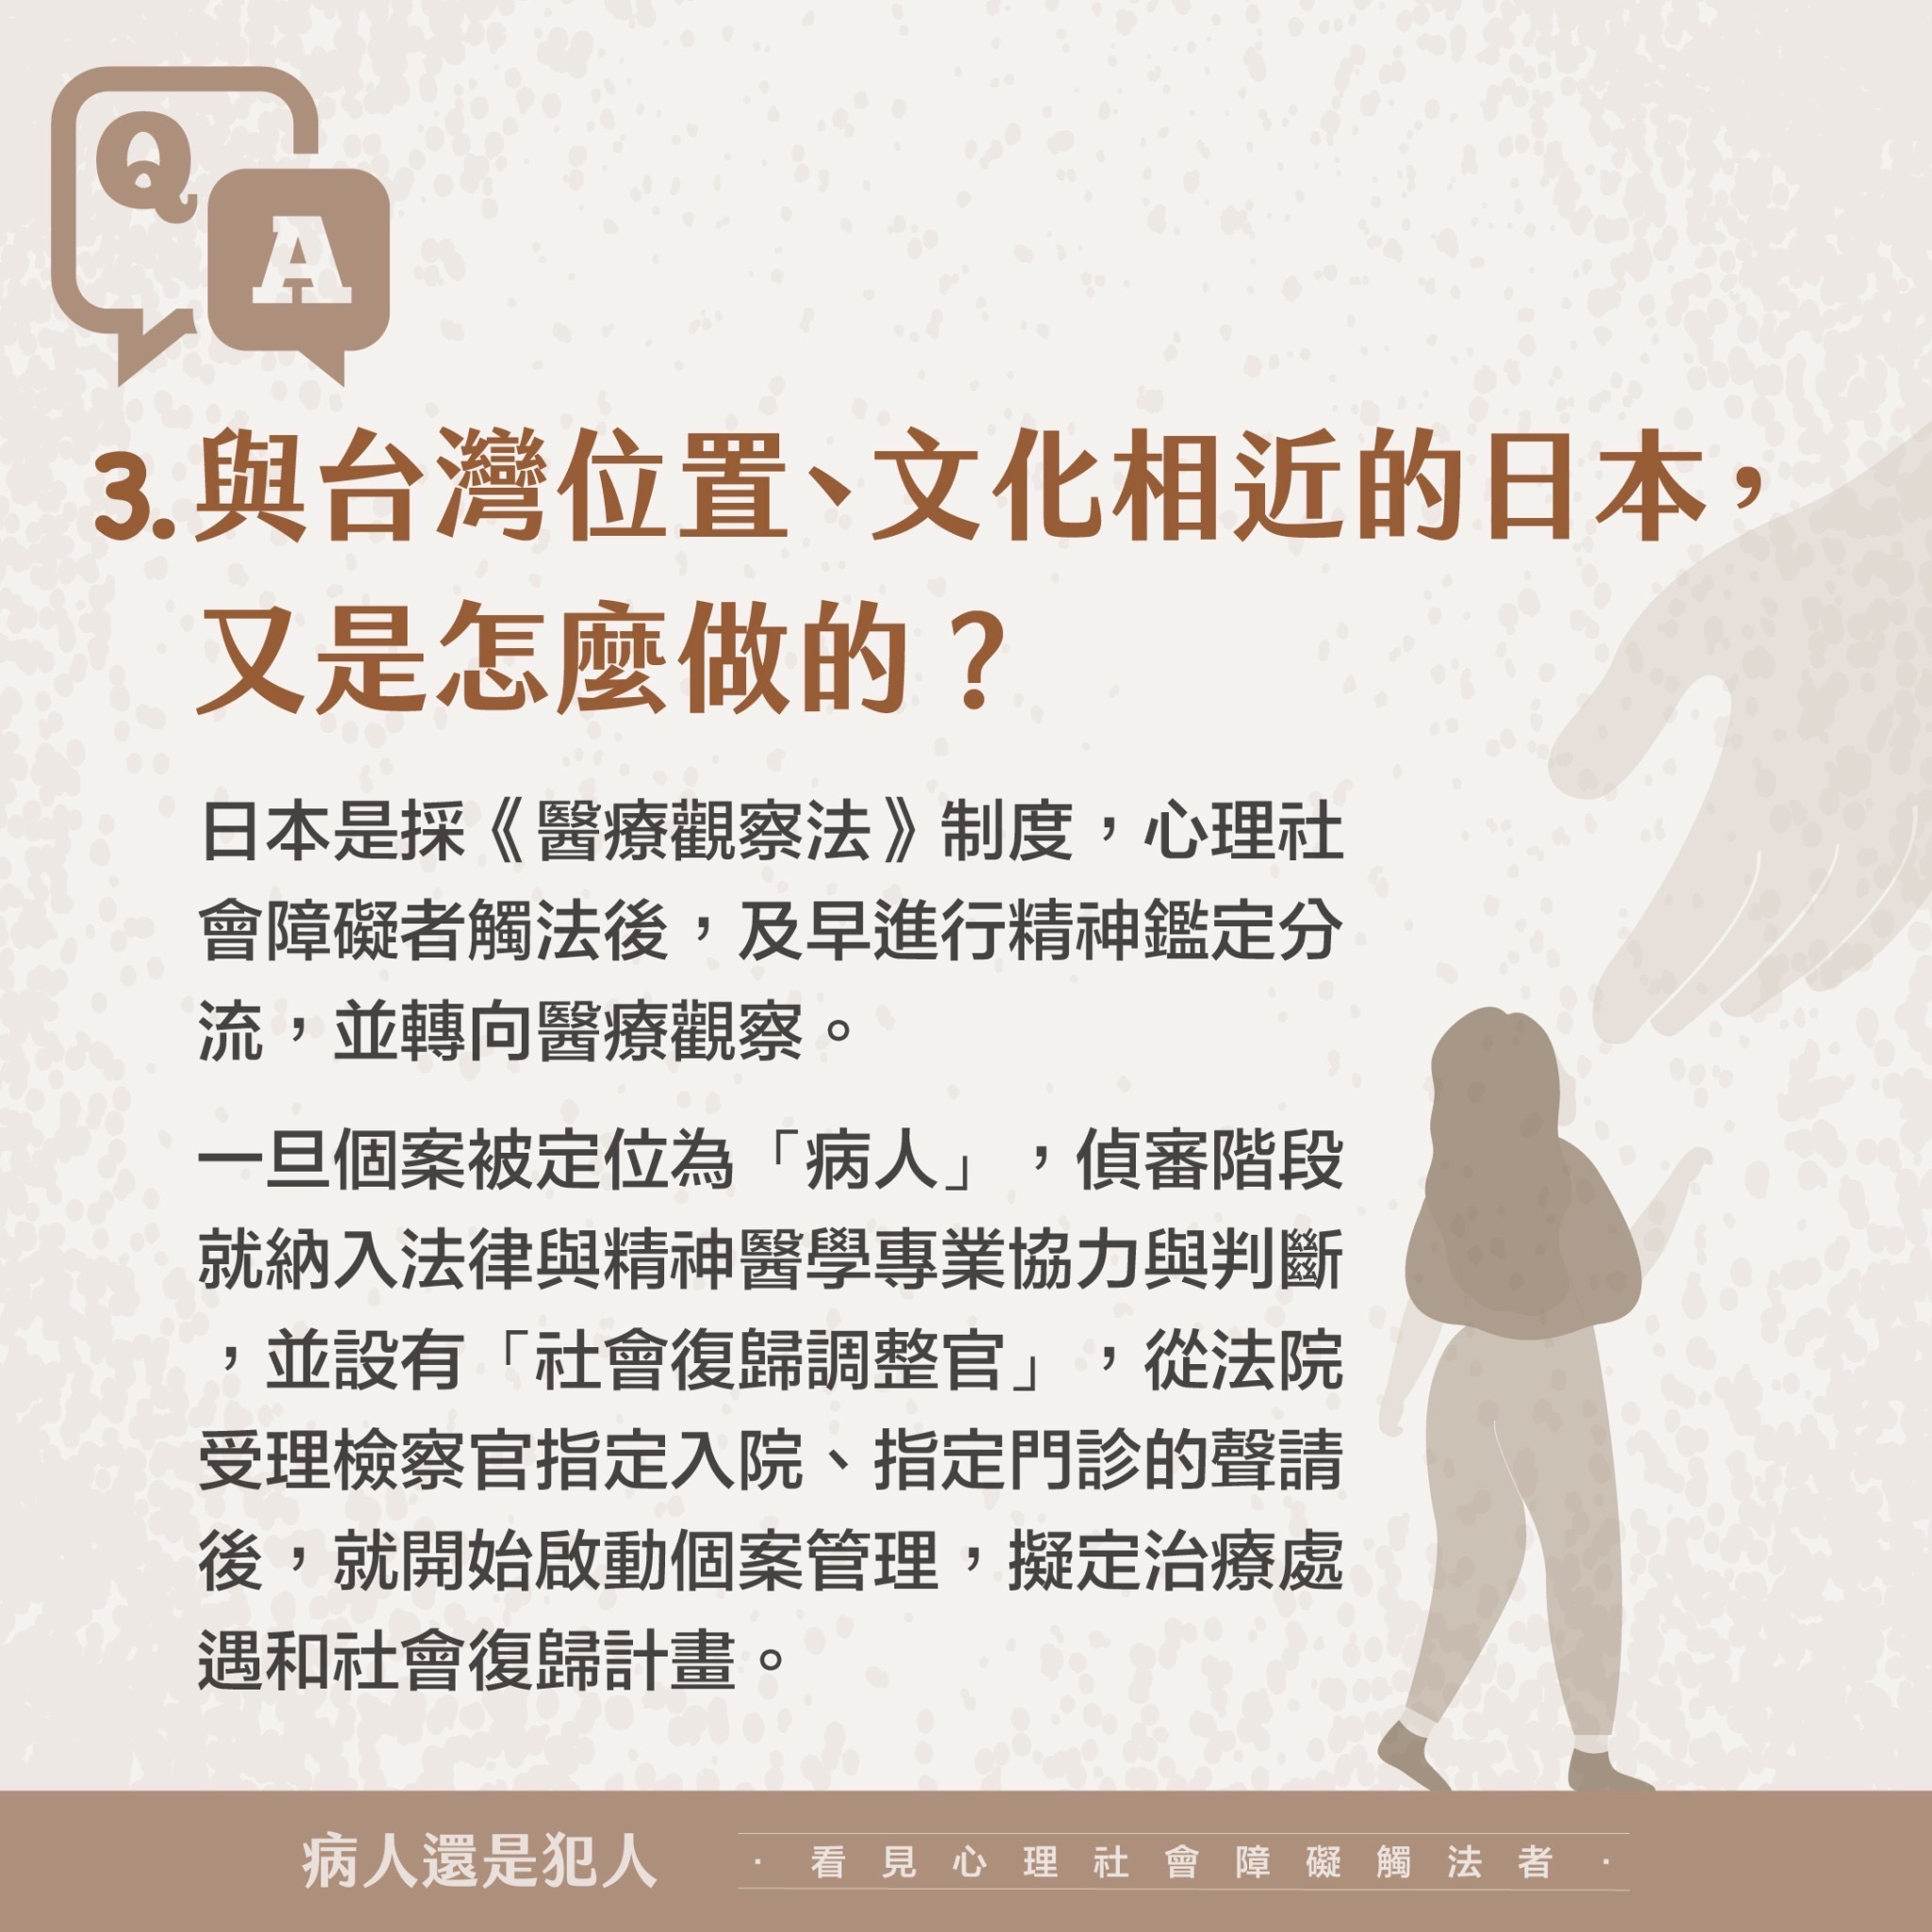 Q
A
3.與台灣位置、文化相近的日本，
又是怎麼做的？
日本是採《醫療觀察法》制度，心理社
會障礙者觸法後，及早進行精神鑑定分
流，並轉向醫療觀察。
一旦個案被定位為「病人」，偵審階段
就納入法律與精神醫學專業協力與判斷
，並設有「社會復歸調整官」，從法院
受理檢察官指定入院、指定門診的聲請
後，就開始啟動個案管理，擬定治療處
遇和社會復歸計畫。
病人還是犯人
· 看見心理社會障礙觸法者 ·